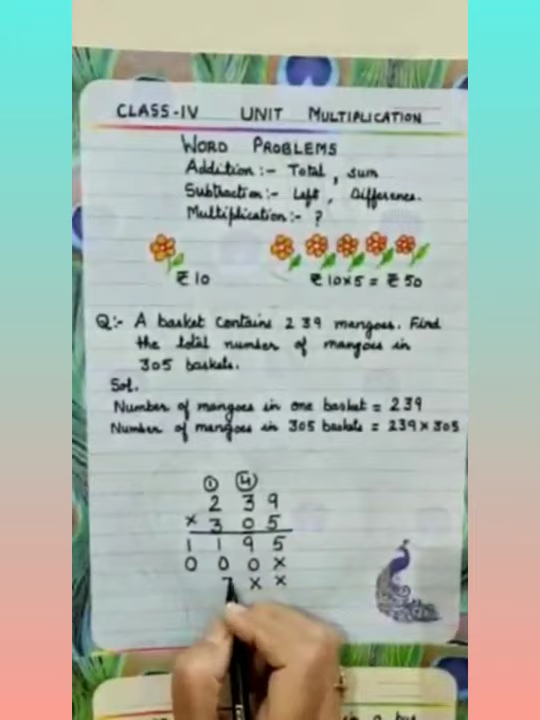 CLASS-IV UNIT MULTIPLICATION
WORD PROBLEMS
Addition:- Total, sum
Subtraction:- Left, Difference.
Multiplication:- ?
₹10 ₹10×5 = ₹50
Q:- A basket contains 239 mangoes. Find
the total number of mangoes in
305 baskets.
Sol.
Number of mangoes in one basket = 239
Number of mangoes in 305 baskets = 239×305
① ④
2 3 9
× 3 0 5
1 1 9 5
0 0 0 ×
7 × ×